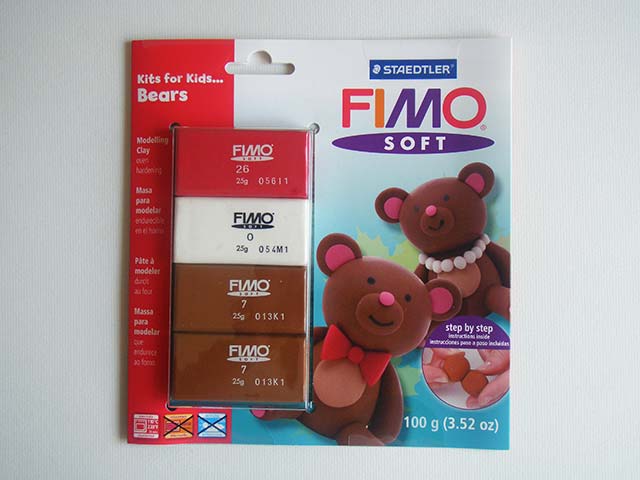 Kits for Kids...
Bears
Modelling
Clay
oven
hardening
Masa
para
modelar
endurecible
en el horno
Pâte à
modeler
durcit
au four
Massa
para
modelar
que
endurece
ao forno
FIMO
SOFT
26
25g 05611
FIMO
SOFT
0
25g 054M1
FIMO
SOFT
7
25g 013K1
FIMO
SOFT
7
25g 013K1
STAEDTLER
FIMO®
SOFT
step by step
instructions inside
instrucciones paso a paso incluidas
100 g (3.52 oz)